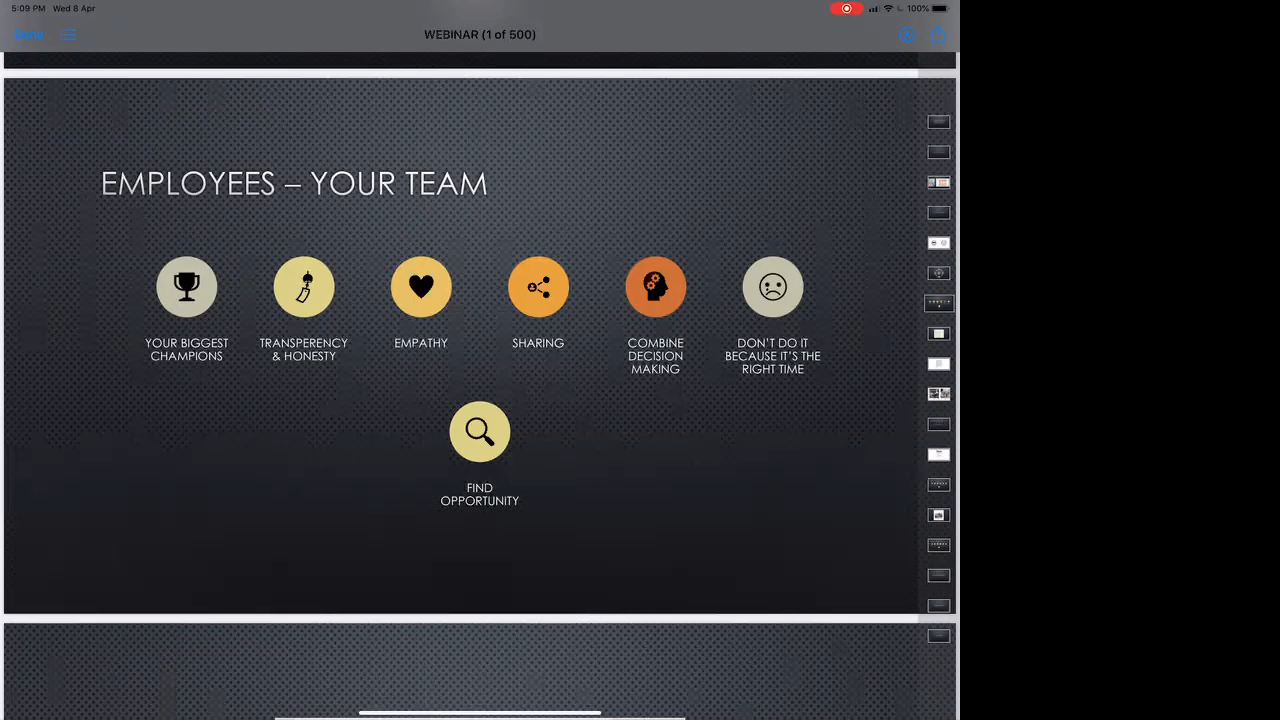 5:09 PM Wed 8 Apr
100%
Done
WEBINAR (1 of 500)
EMPLOYEES – YOUR TEAM
YOUR BIGGEST
CHAMPIONS
TRANSPERENCY
& HONESTY
EMPATHY
SHARING
COMBINE
DECISION
MAKING
DON'T DO IT
BECAUSE IT'S THE
RIGHT TIME
FIND
OPPORTUNITY